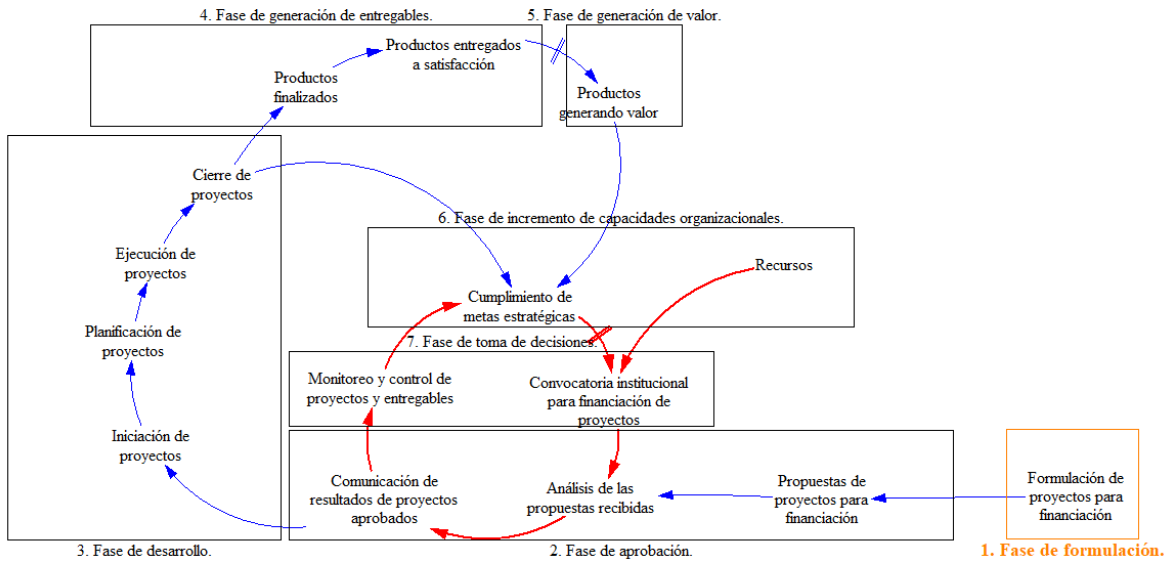 4. Fase de generación de entregables.
5. Fase de generación de valor.
Productos entregados
a satisfacción
Productos
finalizados
Productos
generando valor
Cierre de
proyectos
6. Fase de incremento de capacidades organizacionales.
Ejecución de
proyectos
Recursos
Cumplimiento de
metas estratégicas
Planificación de
proyectos
7. Fase de toma de decisiones.
Monitoreo y control de
proyectos y entregables
Convocatoria institucional
para financiación de
proyectos
Iniciación de
proyectos
Comunicación de
resultados de proyectos
aprobados
Análisis de las
propuestas recibidas
Propuestas de
proyectos para
financiación
Formulación de
proyectos para
financiación
3. Fase de desarrollo.
2. Fase de aprobación.
1. Fase de formulación.